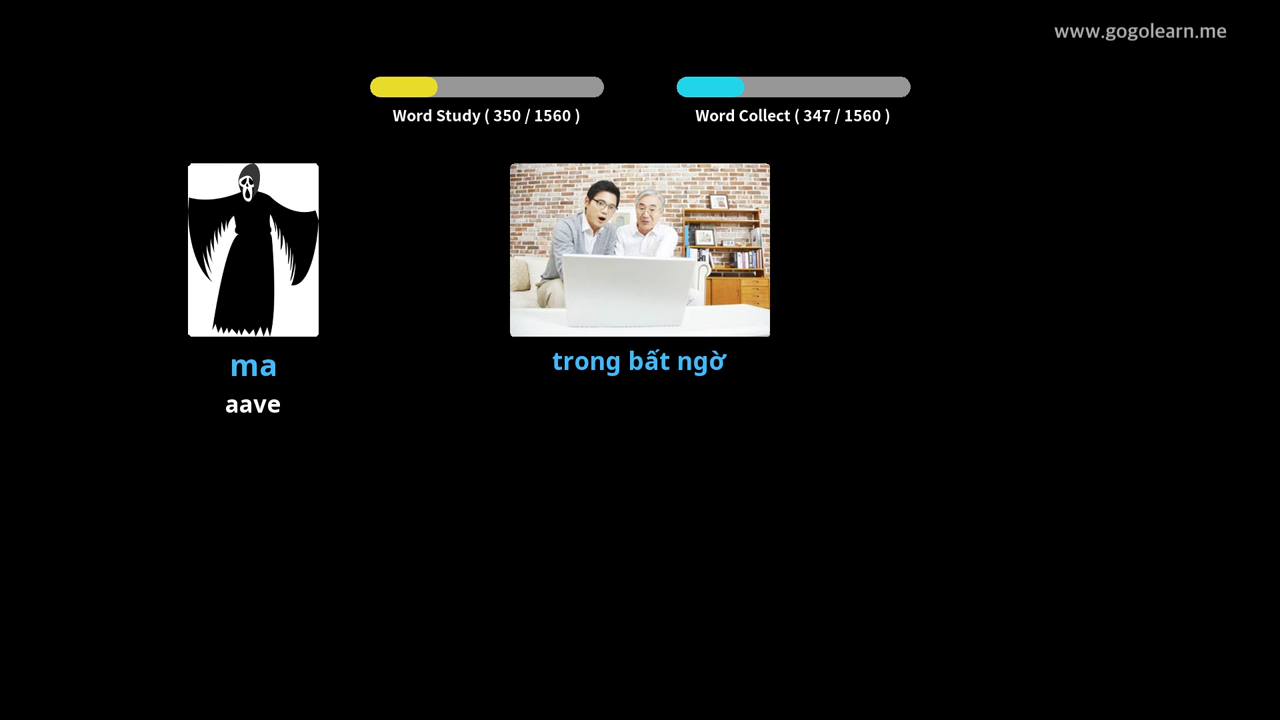 www.gogolearn.me
Word Study ( 350 / 1560 )
Word Collect ( 347 / 1560 )
ma
aave
trong bất ngờ